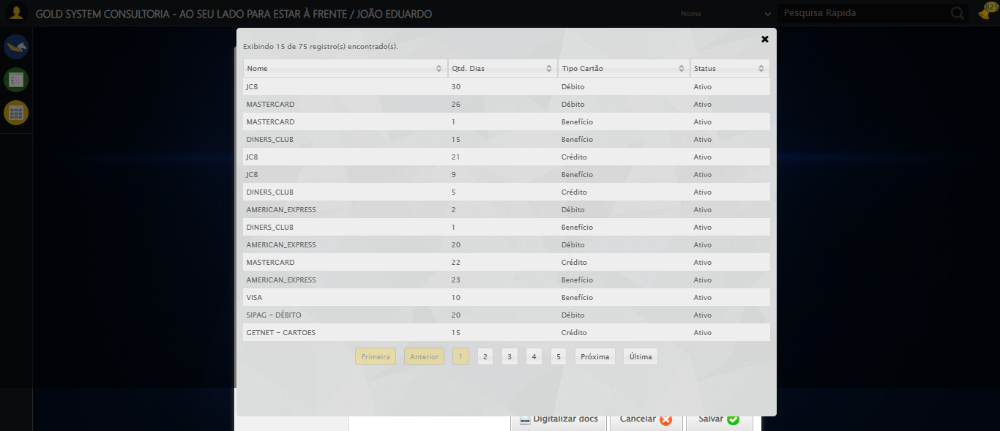 GOLD SYSTEM CONSULTORIA - AO SEU LADO PARA ESTAR À FRENTE / JOÃO EDUARDO
Nome
Pesquisa Rapida
825
Exibindo 15 de 75 registro(s) encontrado(s).
Nome Qtd. Dias Tipo Cartão Status
JCB 30 Débito Ativo
MASTERCARD 26 Débito Ativo
MASTERCARD 1 Benefício Ativo
DINERS_CLUB 15 Benefício Ativo
JCB 21 Crédito Ativo
JCB 9 Benefício Ativo
DINERS_CLUB 5 Crédito Ativo
AMERICAN_EXPRESS 2 Débito Ativo
DINERS_CLUB 1 Benefício Ativo
AMERICAN_EXPRESS 20 Débito Ativo
MASTERCARD 22 Crédito Ativo
AMERICAN_EXPRESS 23 Benefício Ativo
VISA 10 Benefício Ativo
SIPAG - DÉBITO 20 Débito Ativo
GETNET - CARTOES 15 Crédito Ativo
Primeira Anterior 1 2 3 4 5 Próxima Última
Digitalizar docs Cancelar Salvar